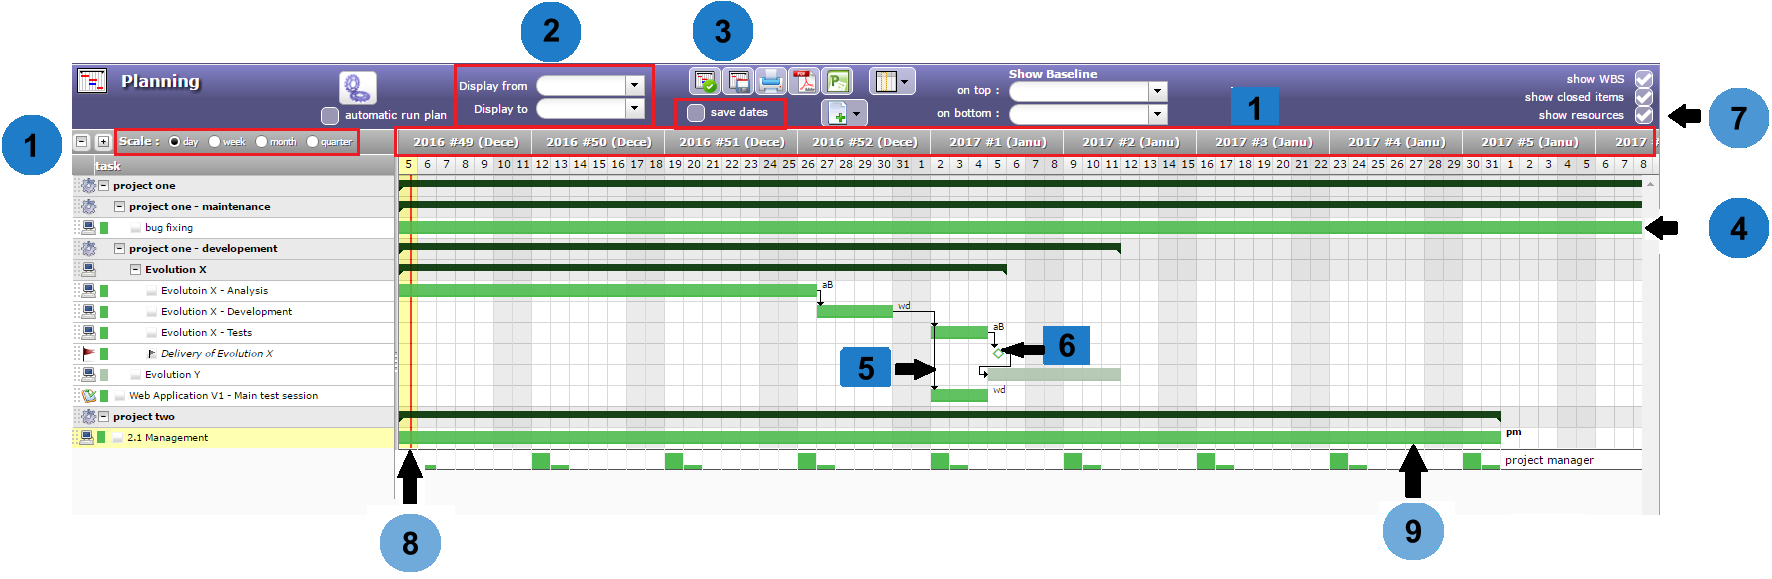 2
3
Planning
Display from
Display to
automatic run plan
save dates
Show Baseline
on top :
on bottom :
1
show WBS
show closed items
show resources
7
1
Scale : day week month quarter
2016 #49 (Dece) 2016 #50 (Dece) 2016 #51 (Dece) 2016 #52 (Dece) 2017 #1 (Janu) 2017 #2 (Janu) 2017 #3 (Janu) 2017 #4 (Janu) 2017 #5 (Janu) 2017
task
5 6 7 8 9 10 11 12 13 14 15 16 17 18 19 20 21 22 23 24 25 26 27 28 29 30 31 1 2 3 4 5 6 7 8 9 10 11 12 13 14 15 16 17 18 19 20 21 22 23 24 25 26 27 28 29 30 31 1 2 3 4 5 6 7 8
project one
project one - maintenance
bug fixing
4
project one - developement
Evolution X
Evolutoin X - Analysis aB
Evolution X - Development wd
Evolution X - Tests aB
Delivery of Evolution X
6
5
Evolution Y
Web Application V1 - Main test session wd
project two
2.1 Management pm
project manager
8
9